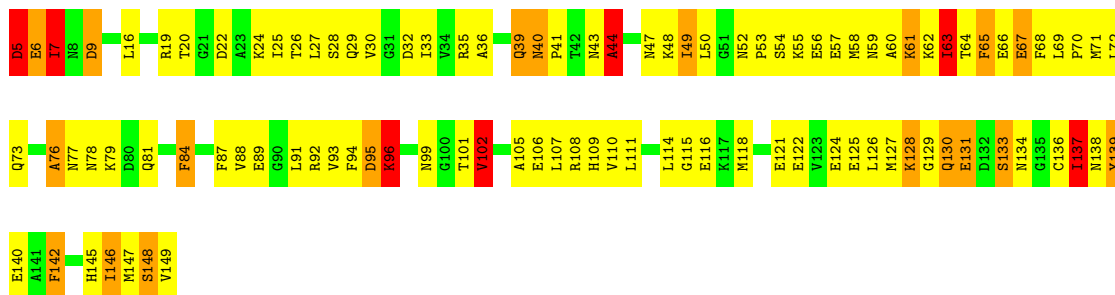 D5 E6 I7 N8 D9 L16 R19 T20 G21 D22 A23 K24 I25 T26 L27 S28 Q29 V30 G31 D32 I33 V34 R35 A36 Q39 N40 P41 T42 N43 A44 N47 K48 I49 L50 G51 N52 P53 S54 K55 E56 E57 M58 N59 A60 K61 K62 I63 T64 F65 E66 E67 F68 L69 P70 M71
Q73 A76 N77 N78 K79 D80 Q81 F84 F87 V88 E89 G90 L91 R92 V93 F94 D95 K96 N99 G100 T101 V102 A105 E106 L107 R108 H109 V110 L111 L114 G115 E116 K117 M118 E121 E122 V123 E124 E125 L126 M127 K128 G129 Q130 E131 D132 S133 N134 G135 C136 I137 N138
E140 A141 F142 H145 I146 M147 S148 V149